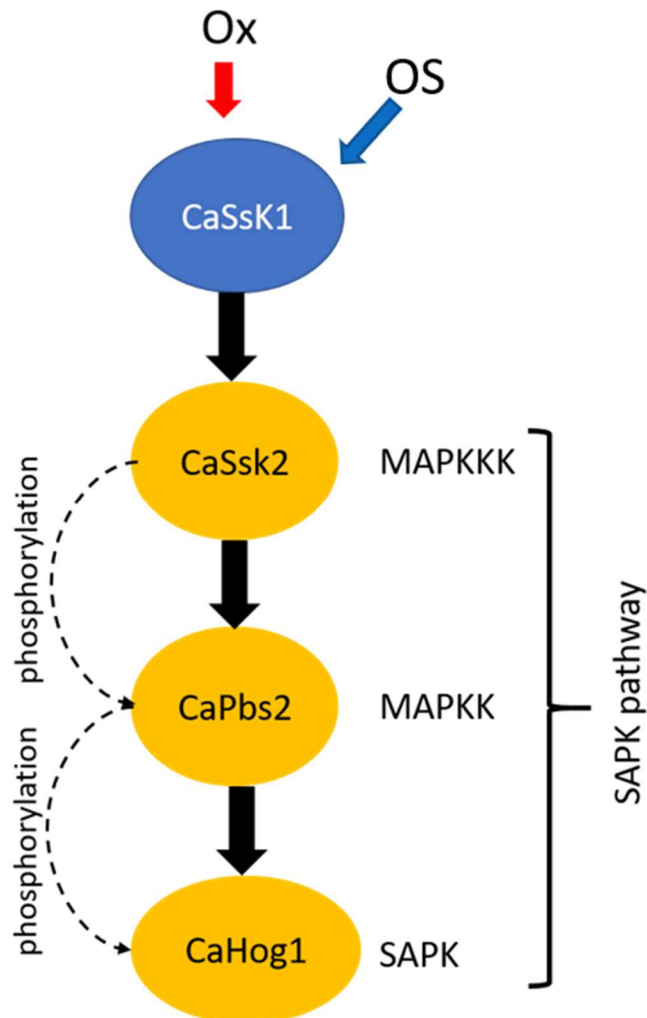 Ox
OS
CaSsK1
CaSsk2
MAPKKK
phosphorylation
CaPbs2
MAPKK
SAPK pathway
phosphorylation
CaHog1
SAPK